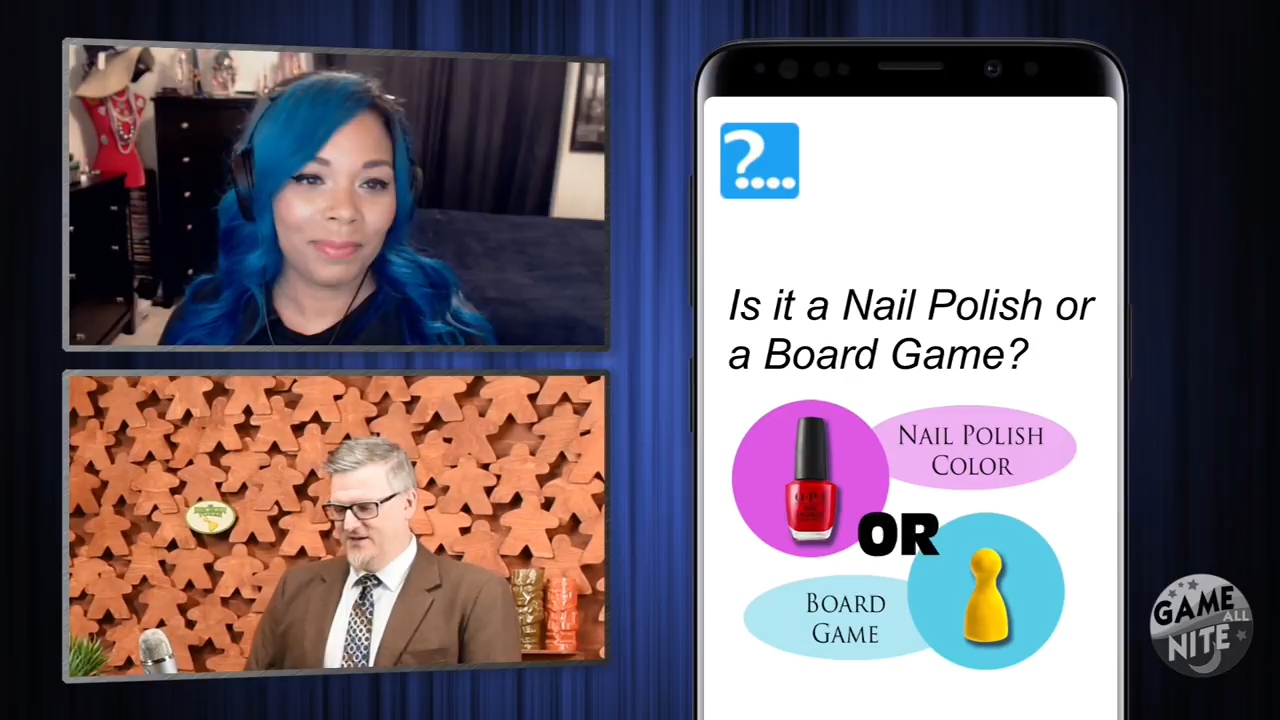 ?....
Is it a Nail Polish or
a Board Game?
NAIL POLISH
COLOR
O·P·I
OR
BOARD
GAME
GAME
ALL
NITE